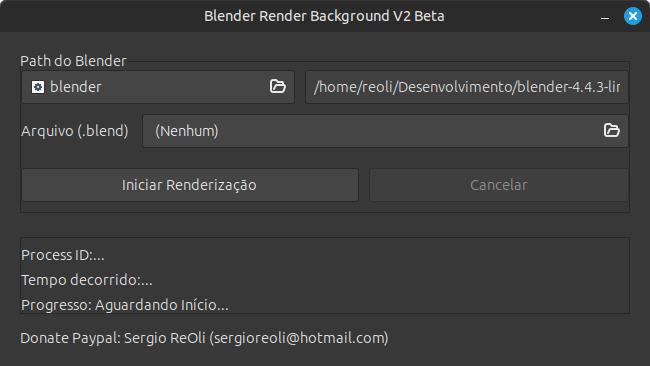 Blender Render Background V2 Beta
Path do Blender
blender
/home/reoli/Desenvolvimento/blender-4.4.3-lin
Arquivo (.blend) (Nenhum)
Iniciar Renderização Cancelar
Process ID:...
Tempo decorrido:...
Progresso: Aguardando Início...
Donate Paypal: Sergio ReOli (sergioreoli@hotmail.com)